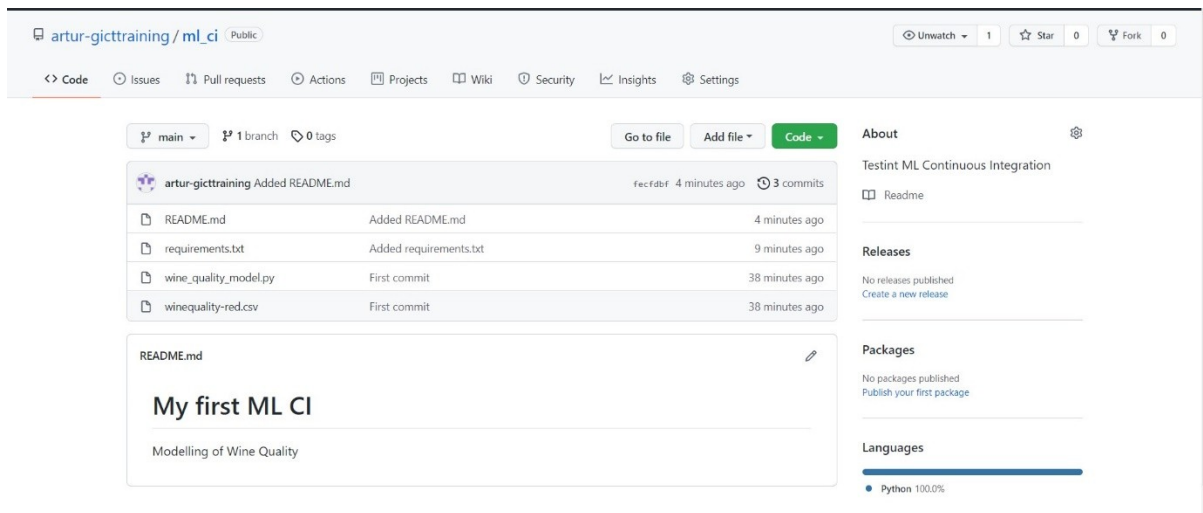 artur-gicttraining / ml_ci Public
Unwatch 1 Star 0 Fork 0
<> Code Issues Pull requests Actions Projects Wiki Security Insights Settings
main 1 branch 0 tags Go to file Add file Code
artur-gicttraining Added README.md fecfdbf 4 minutes ago 3 commits
README.md Added README.md 4 minutes ago
requirements.txt Added requirements.txt 9 minutes ago
wine_quality_model.py First commit 38 minutes ago
winequality-red.csv First commit 38 minutes ago
README.md
My first ML CI
Modelling of Wine Quality
About
Testint ML Continuous Integration
Readme
Releases
No releases published
Create a new release
Packages
No packages published
Publish your first package
Languages
Python 100.0%